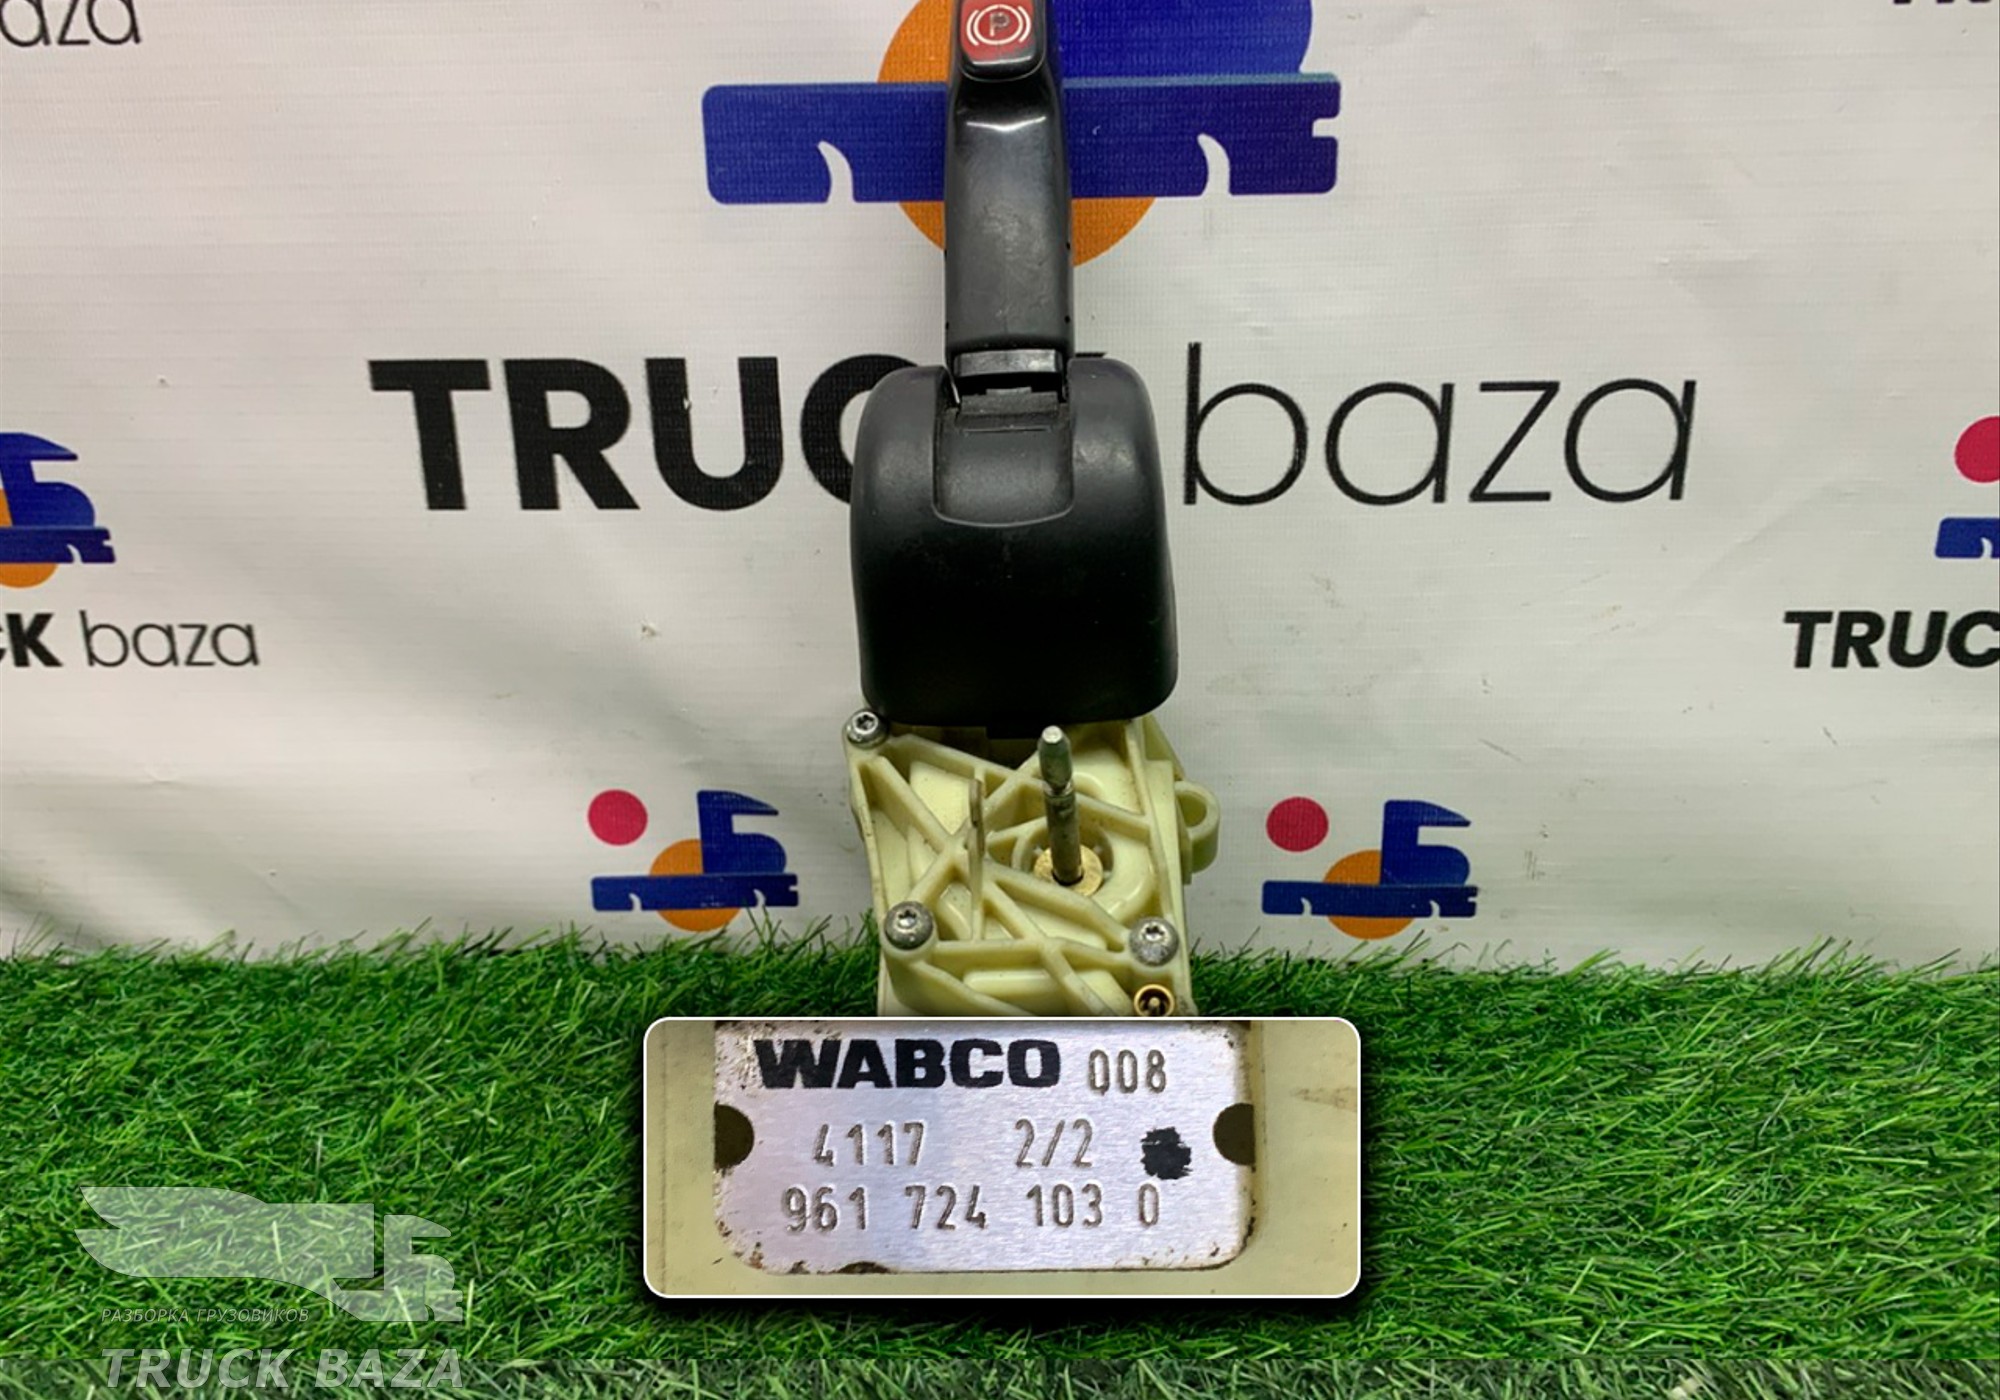 baza
P
TRUC baza
CK baza
TRUC
WABCO 008
4117 2/2
961 724 103 0
РАЗБОРКА ГРУЗОВИКОВ
TRUCK BAZA